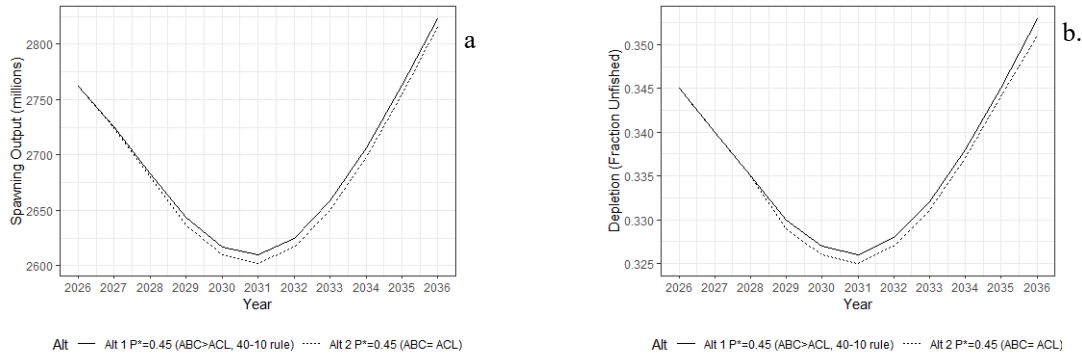 a
Spawning Output (millions)
2800
2750
2700
2650
2600
2026 2027 2028 2029 2030 2031 2032 2033 2034 2035 2036
Year
Alt Alt 1 P*=0.45 (ABC>ACL, 40-10 rule) Alt 2 P*=0.45 (ABC= ACL)
b.
Depletion (Fraction Unfished)
0.350
0.345
0.340
0.335
0.330
0.325
2026 2027 2028 2029 2030 2031 2032 2033 2034 2035 2036
Year
Alt Alt 1 P*=0.45 (ABC>ACL, 40-10 rule) Alt 2 P*=0.45 (ABC= ACL)